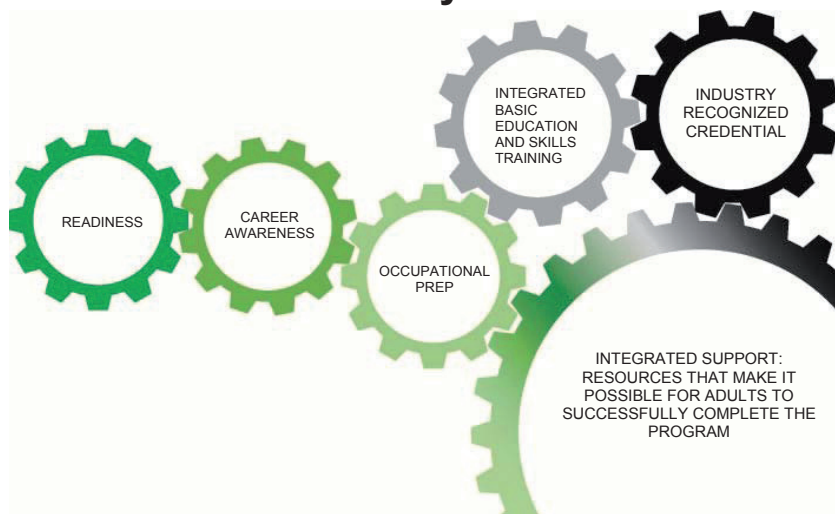 READINESS
CAREER
AWARENESS
OCCUPATIONAL
PREP
INTEGRATED
BASIC
EDUCATION
AND SKILLS
TRAINING
INDUSTRY
RECOGNIZED
CREDENTIAL
INTEGRATED SUPPORT:
RESOURCES THAT MAKE IT
POSSIBLE FOR ADULTS TO
SUCCESSFULLY COMPLETE THE
PROGRAM